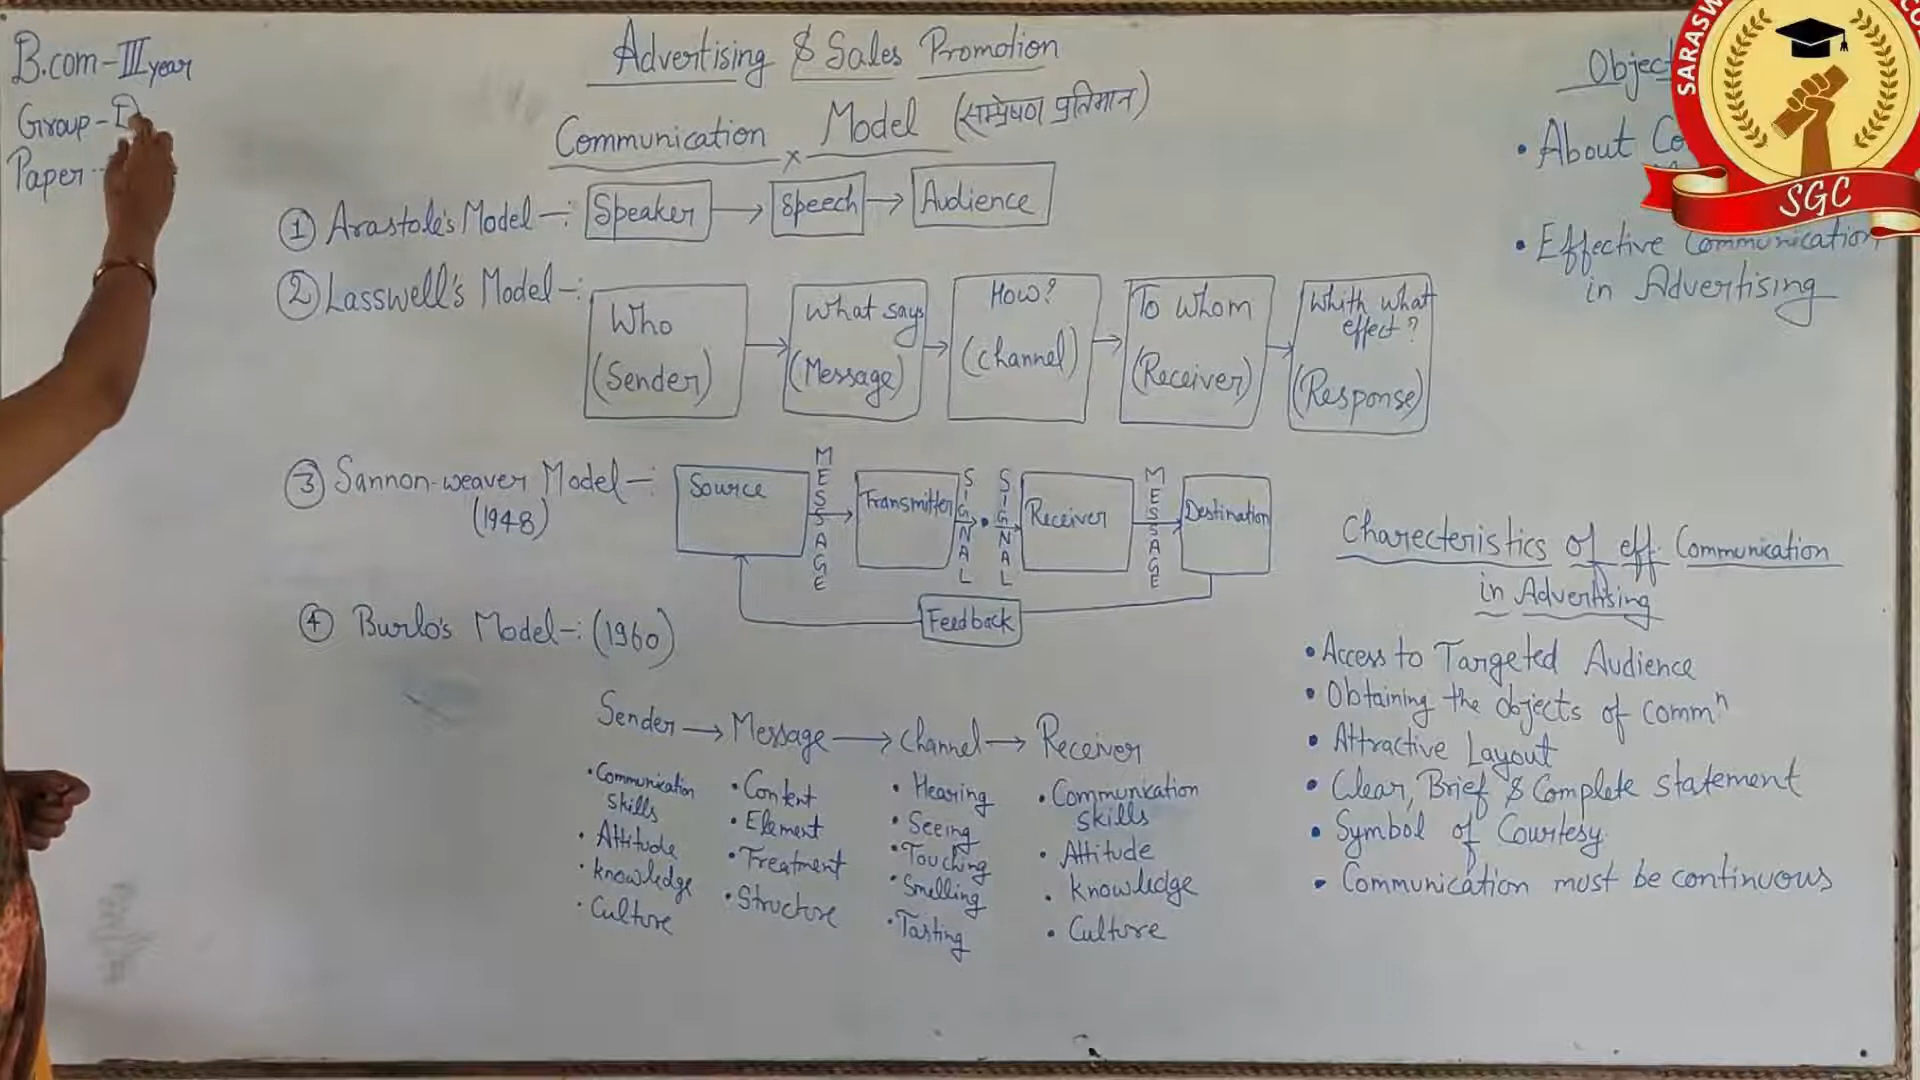 B.com-III year
Group-
Paper-
Advertising & Sales Promotion
Communication Model (सम्प्रेषण प्रतिमान)
x
① Arastole's Model-: Speaker → Speech → Audience
② Lasswell's Model-:
Who
(Sender)
What says
(Message)
How?
(Channel)
To whom
(Receiver)
Whith what
effect?
(Response)
③ Sannon-weaver Model-:
(1948)
Source
MESSAGE
Transmitter
SIGNAL
SIGNAL
Receiver
MESSAGE
Destination
Feedback
④ Burlo's Model-: (1960)
Sender → Message → Channel → Receiver
• Communication
skills
• Attitude
• knowledge
• Culture
• Content
• Element
• Treatment
• Structure
• Hearing
• Seeing
• Touching
• Smelling
• Tasting
• Communication
skills
• Attitude
• Knowledge
• Culture
Object
• About Co
• Effective Communication
in Advertising
Charecteristics of eff. Communication
in Advertising
• Access to Targeted Audience
• Obtaining the objects of commⁿ
• Attractive Layout
• Clear, Brief & Complete statement
• Symbol of Courtesy
• Communication must be continuous
SARASW
SGC